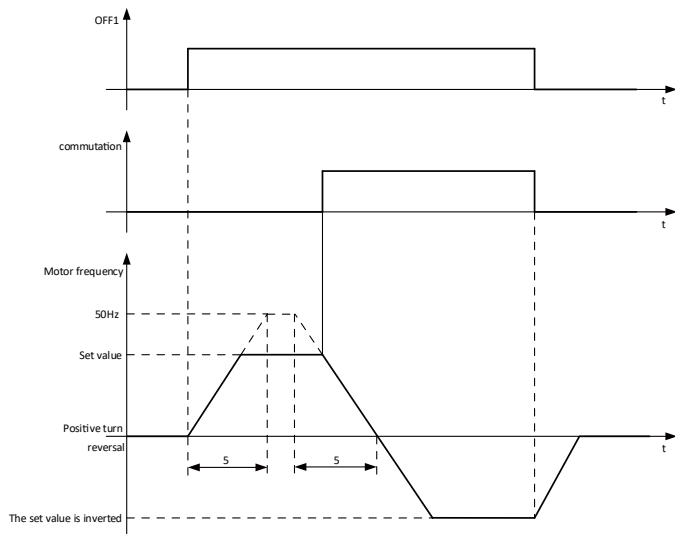 OFF1
t
commutation
t
Motor frequency
50Hz
Set value
Positive turn
reversal
t
5
5
The set value is inverted